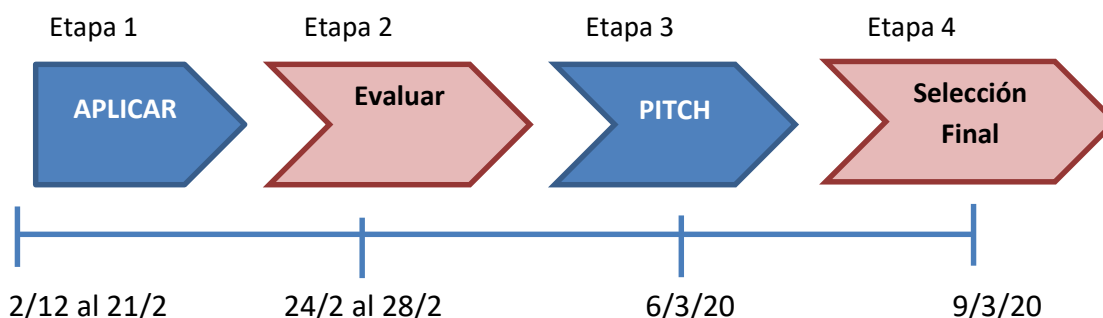 Etapa 1
Etapa 2
Etapa 3
Etapa 4
APLICAR
Evaluar
PITCH
Selección
Final
2/12 al 21/2
24/2 al 28/2
6/3/20
9/3/20